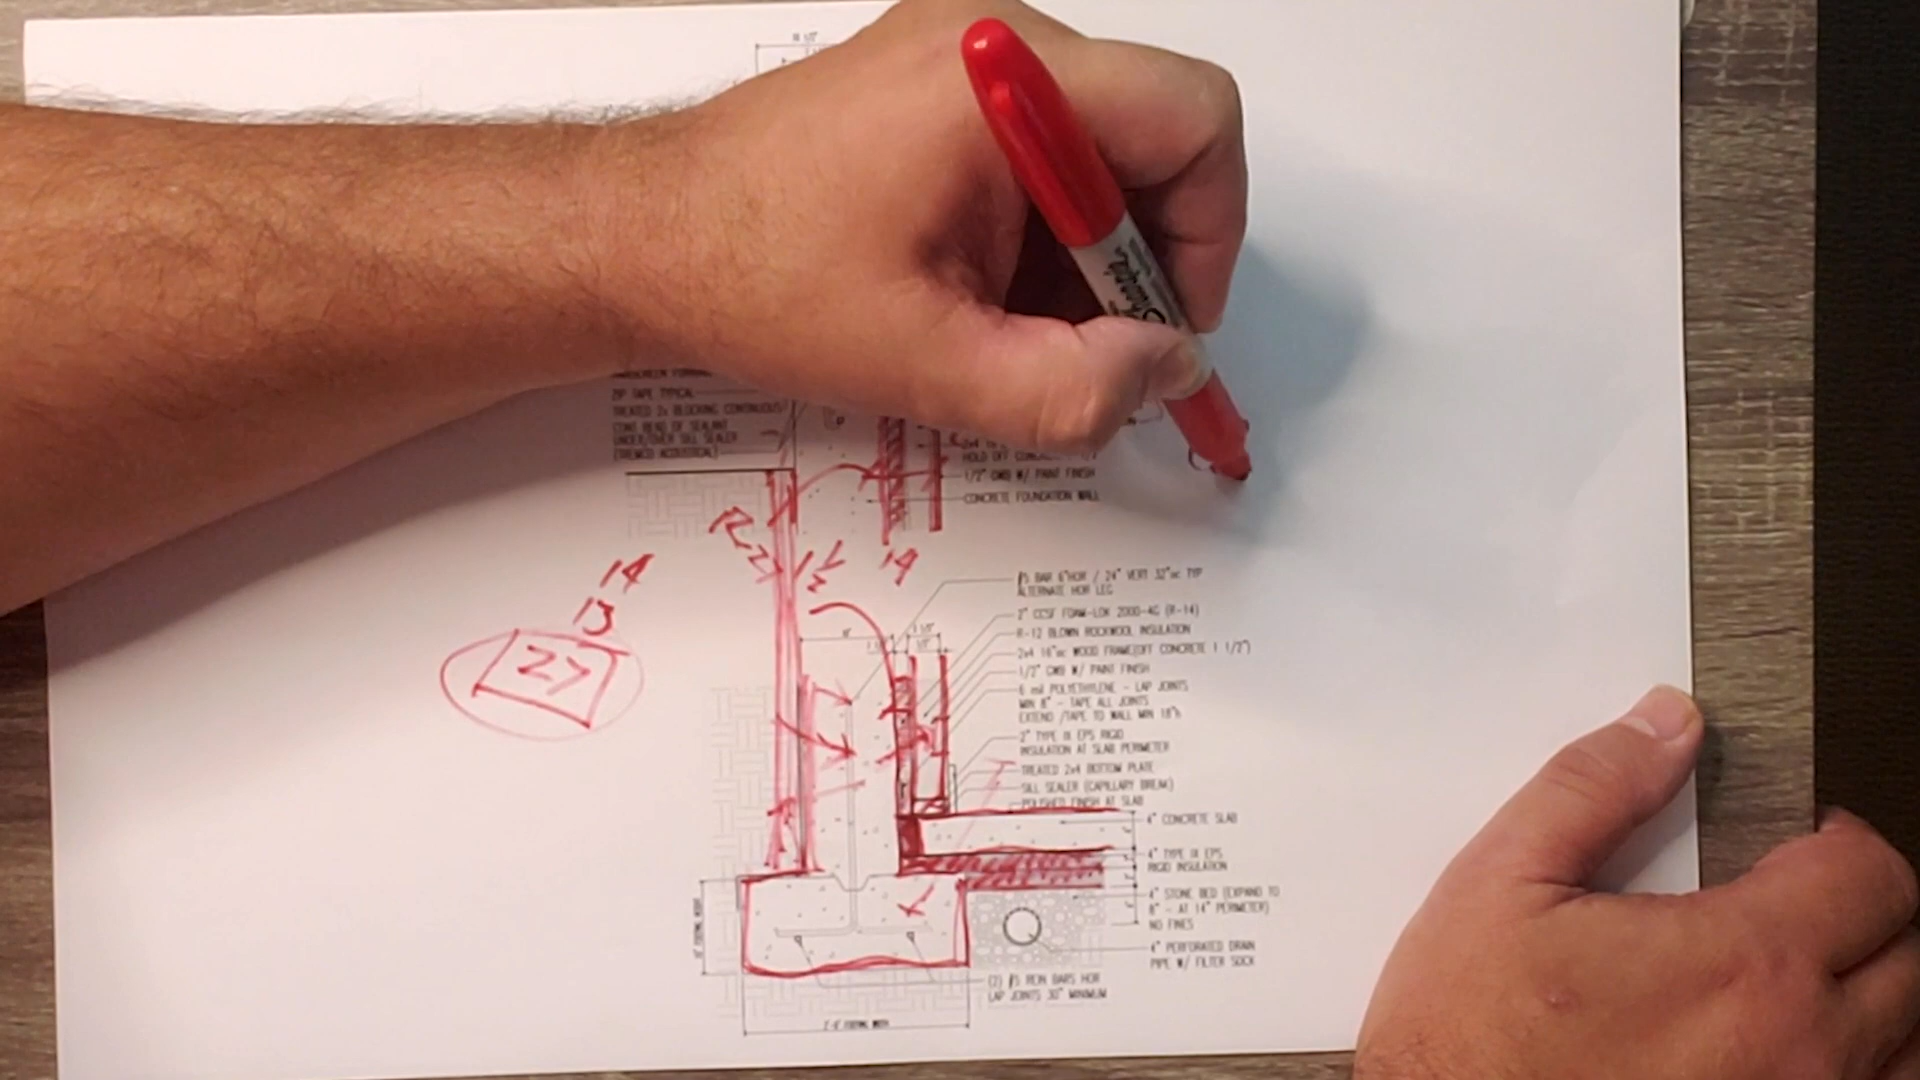 ZIP TAPE TYPICAL
TREATED 2x BLOCKING CONTINUOUS
CONT. BEAD OF SEALANT
UNDER/OVER SILL SEALER
(TREMCO ACOUSTICAL)
HOLD OFF
1/2" GWB W/ PAINT FINISH
CONCRETE FOUNDATION WALL
Sharpie
14
13
27
14
8"
1 1/2"
#5 BAR 6"HOR / 24" VERT 32"oc TYP
ALTERNATE HOR LEG
2" CCSF FOAM-LOK 2000-4G (R-14)
R-12 BLOWN ROCKWOOL INSULATION
2x4 16"oc WOOD FRAME(OFF CONCRETE 1 1/2")
1/2" GWB W/ PAINT FINISH
6 mil POLYETHYLENE - LAP JOINTS
MIN 8" - TAPE ALL JOINTS
EXTEND /TAPE TO WALL MIN 18"h
2" TYPE IX EPS RIGID
INSULATION AT SLAB PERIMETER
TREATED 2x4 BOTTOM PLATE
SILL SEALER (CAPILLARY BREAK)
POLISHED FINISH AT SLAB
4" CONCRETE SLAB
4" TYPE IX EPS
RIGID INSULATION
4" STONE BED (EXPAND TO
8" - AT 14" PERIMETER)
NO FINES
4" PERFORATED DRAIN
PIPE W/ FILTER SOCK
(2) #5 REIN BARS HOR
LAP JOINTS 30" MINIMUM
2'-6" FOOTING WIDTH